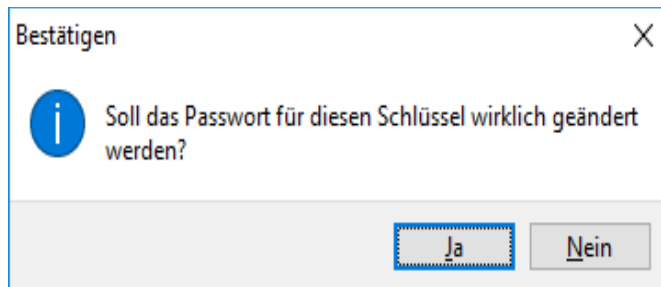 Bestätigen
Soll das Passwort für diesen Schlüssel wirklich geändert
werden?
Ja
Nein